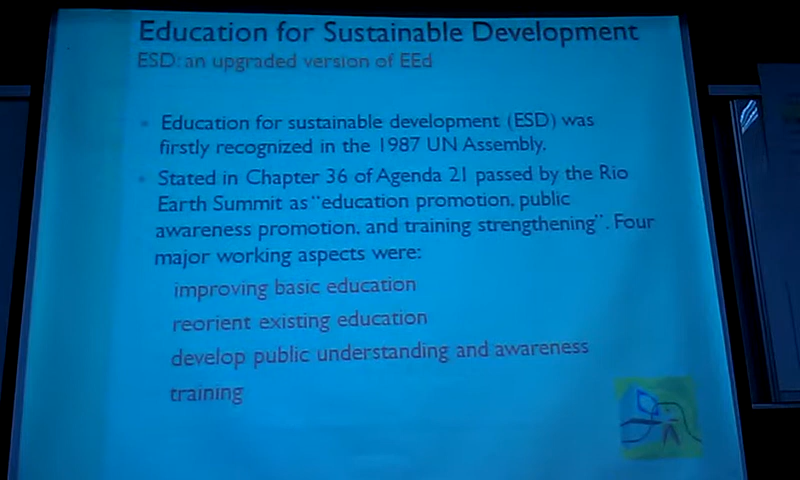 Education for Sustainable Development
ESD: an upgraded version of EEd
Education for sustainable development (ESD) was
firstly recognized in the 1987 UN Assembly.
Stated in Chapter 36 of Agenda 21 passed by the Rio
Earth Summit as "education promotion, public
awareness promotion, and training strengthening". Four
major working aspects were:
improving basic education
reorient existing education
develop public understanding and awareness
training